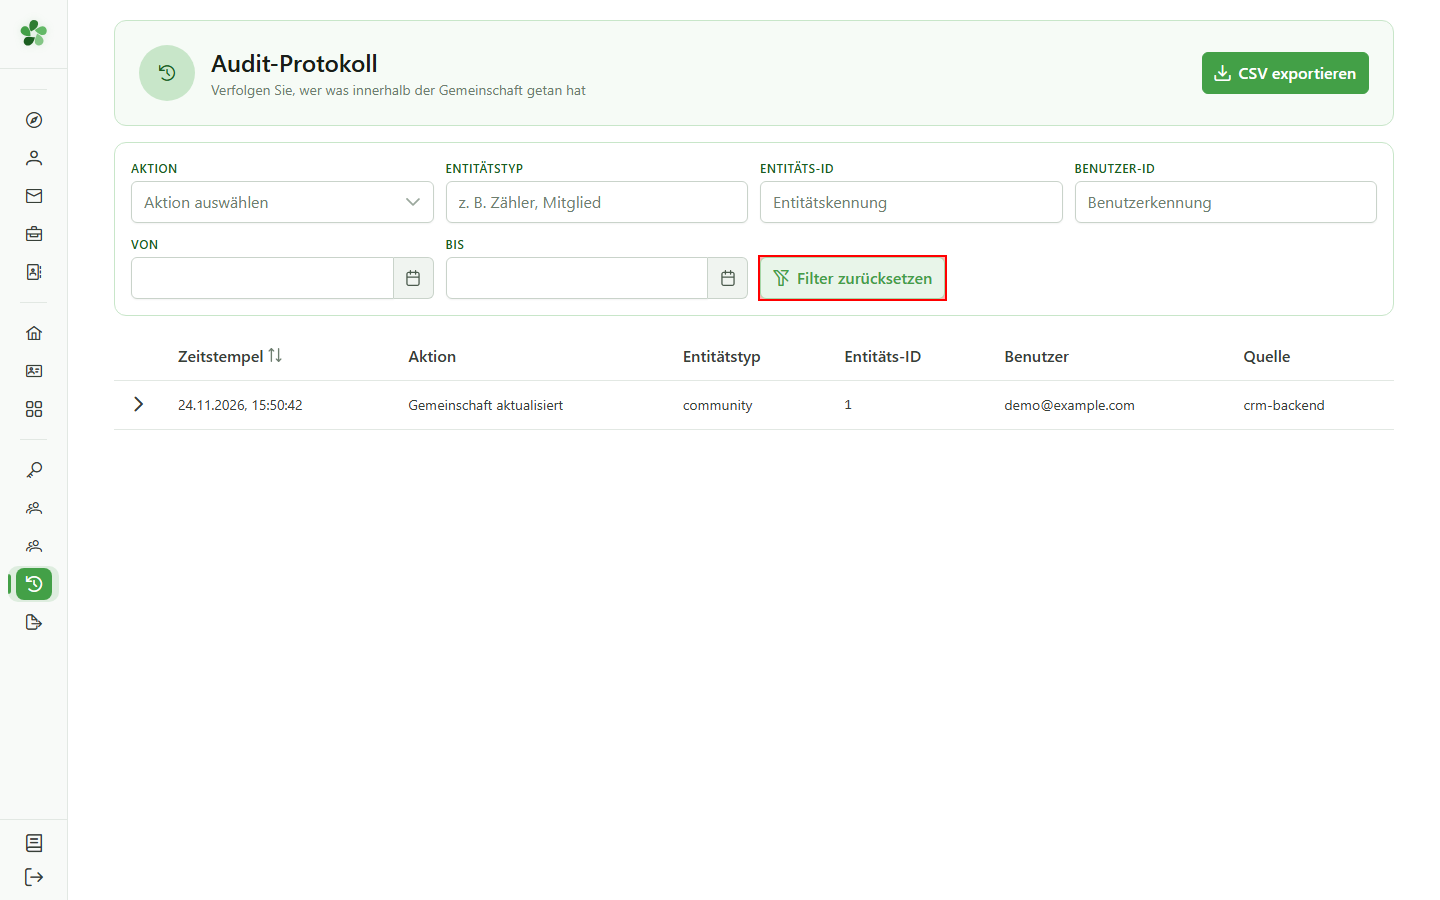 Audit-Protokoll
Verfolgen Sie, wer was innerhalb der Gemeinschaft getan hat
CSV exportieren
AKTION
ENTITÄTSTYP
ENTITÄTS-ID
BENUTZER-ID
Aktion auswählen
z. B. Zähler, Mitglied
Entitätskennung
Benutzerkennung
VON
BIS
Filter zurücksetzen
Zeitstempel Aktion Entitätstyp Entitäts-ID Benutzer Quelle
24.11.2026, 15:50:42 Gemeinschaft aktualisiert community 1 demo@example.com crm-backend